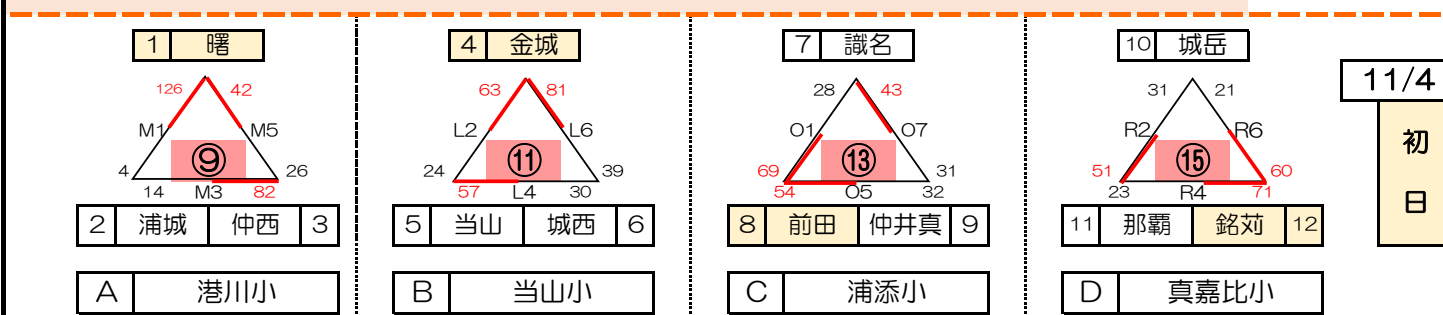 1 曙 4 金城 7 識名 10 城岳
126 42 63 81 28 43 31 21 11/4
M1 M5 L2 L6 O1 O7 R2 R6 初
⑨ ⑪ ⑬ ⑮
4 26 24 39 69 31 51 60
14 M3 82 57 L4 30 54 O5 32 23 R4 71 日
2 浦城 仲西 3 5 当山 城西 6 8 前田 仲井真 9 11 那覇 銘苅 12
A 港川小 B 当山小 C 浦添小 D 真嘉比小